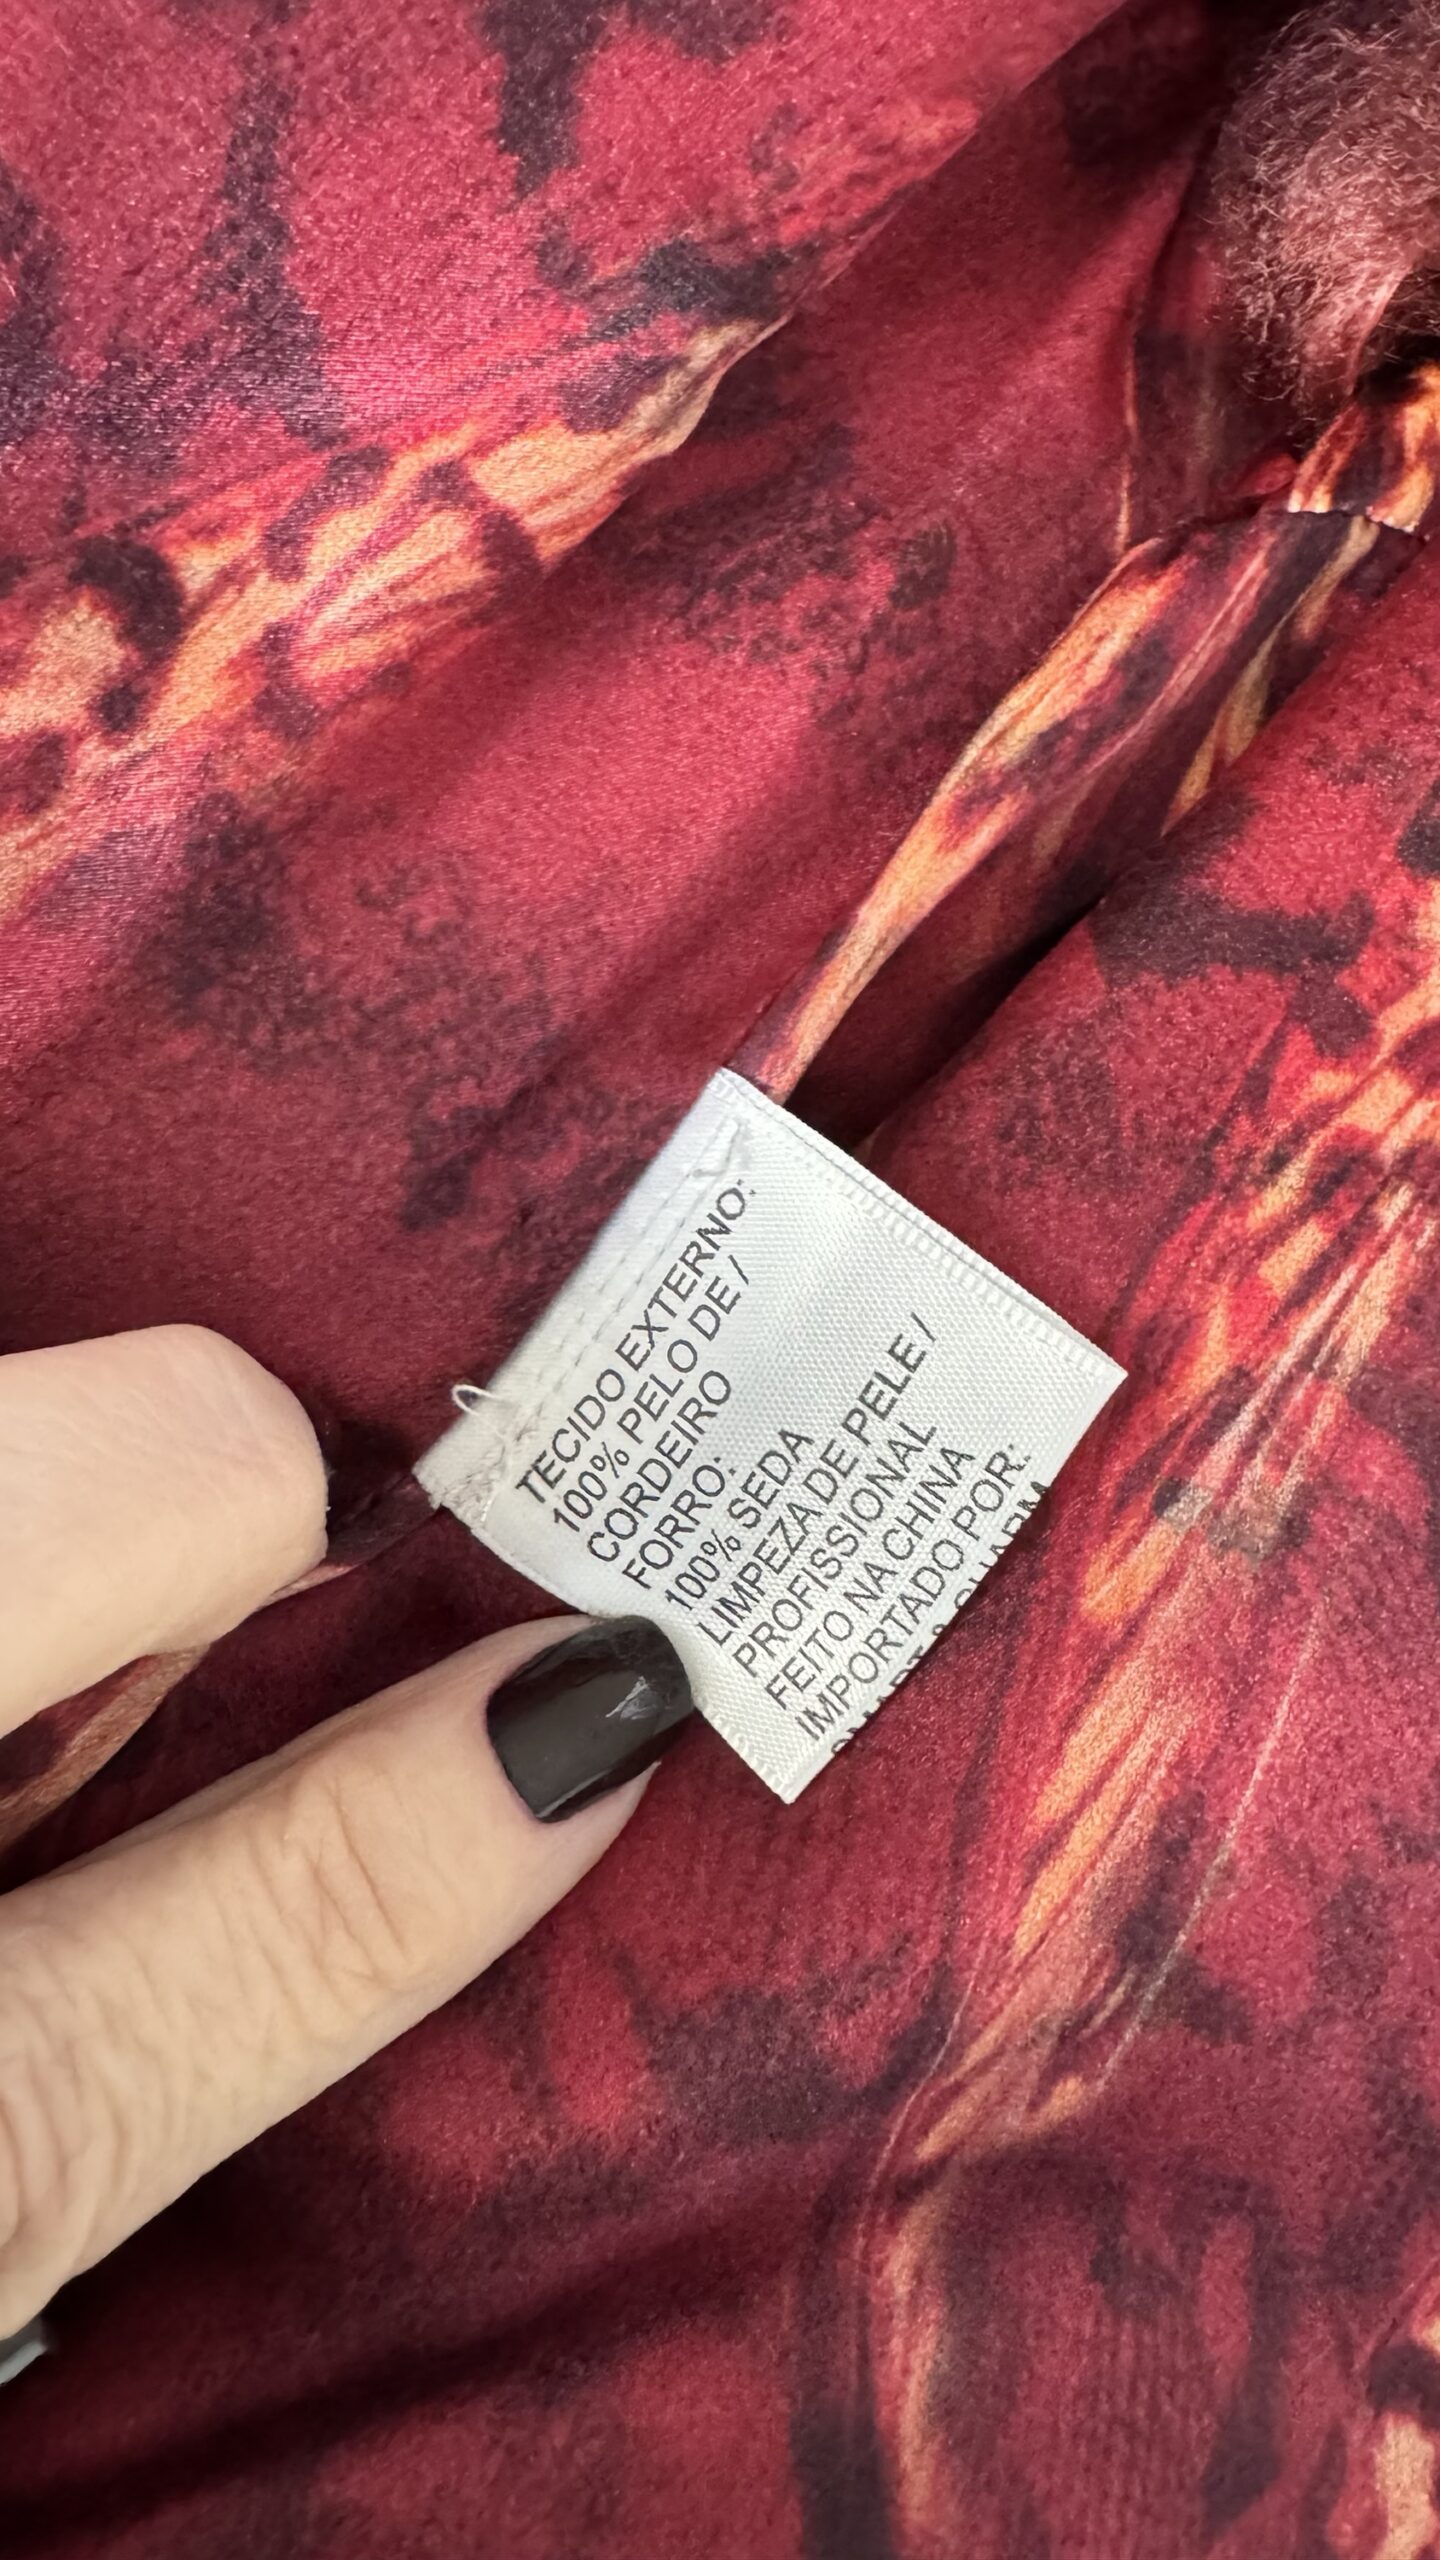 TECIDO EXTERNO:
100% PELO DE /
CORDEIRO
FORRO:
100% SEDA
LIMPEZA DE PELE /
PROFISSIONAL
FEITO NA CHINA
IMPORTADO POR: